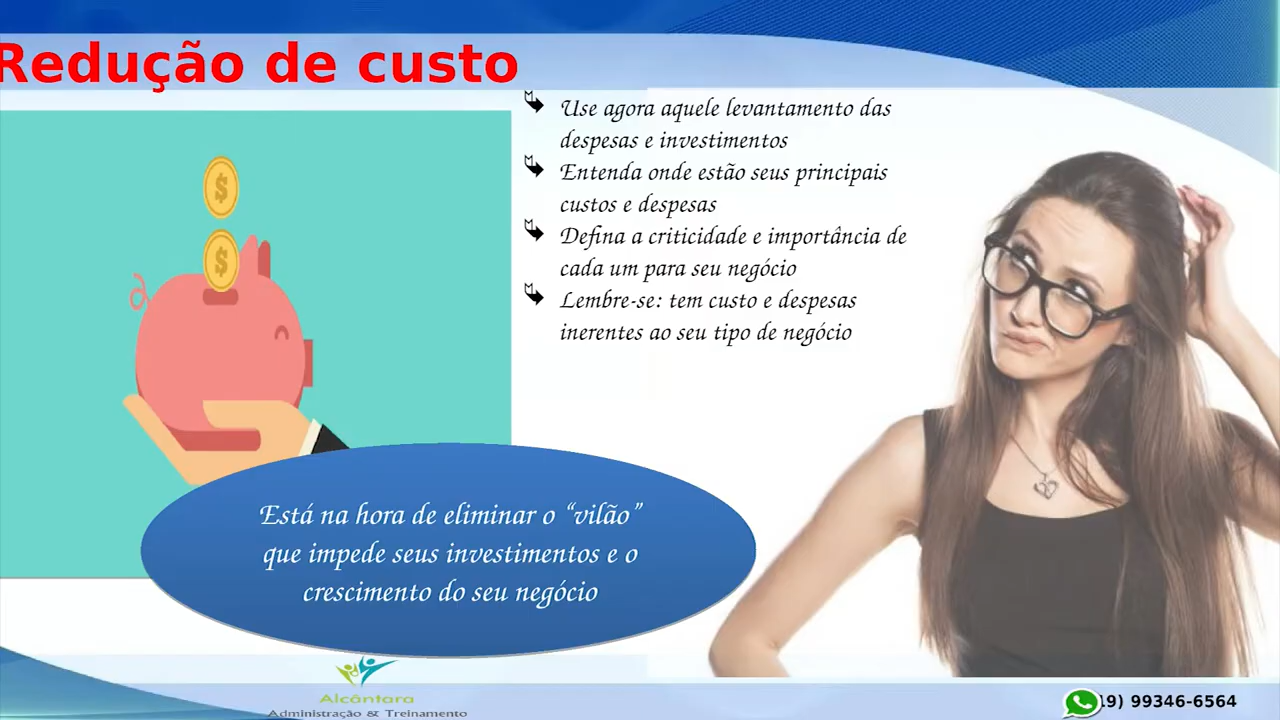 Redução de custo
Use agora aquele levantamento das
despesas e investimentos
Entenda onde estão seus principais
custos e despesas
Defina a criticidade e importância de
cada um para seu negócio
Lembre-se: tem custo e despesas
inerentes ao seu tipo de negócio
$
$
Está na hora de eliminar o “vilão”
que impede seus investimentos e o
crescimento do seu negócio
Alcântara
Administração & Treinamento
19) 99346-6564